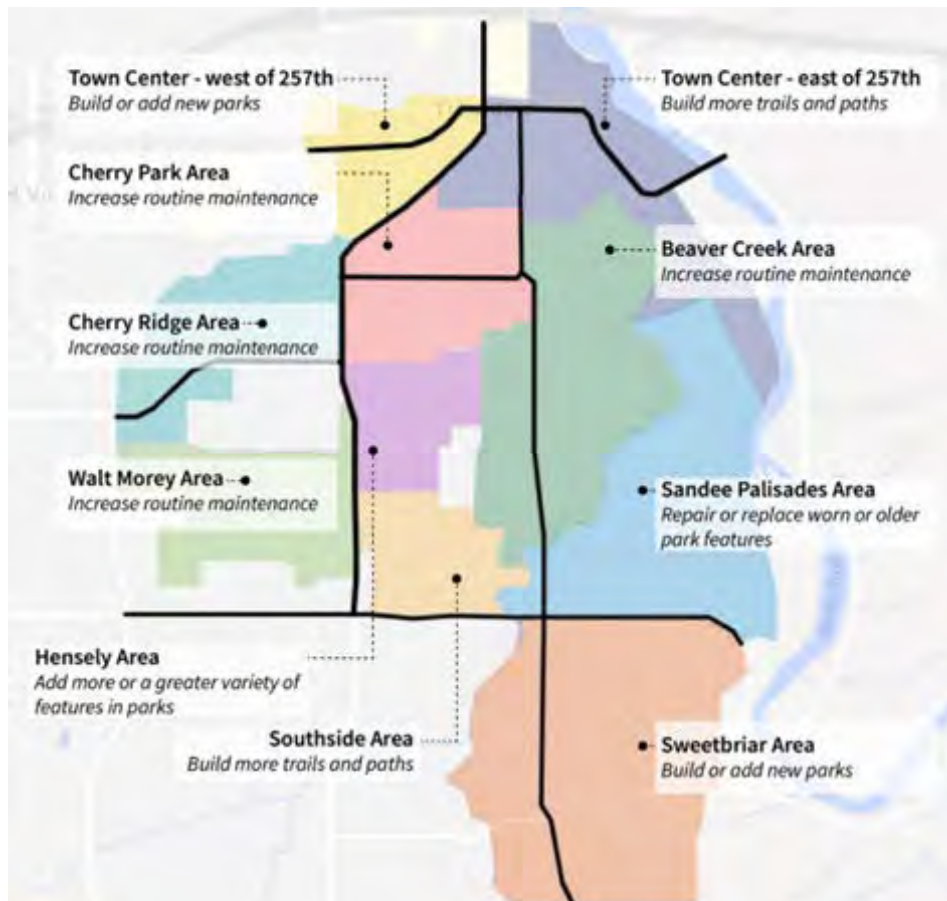 Town Center - west of 257th
Build or add new parks
Town Center - east of 257th
Build more trails and paths
Cherry Park Area
Increase routine maintenance
Beaver Creek Area
Increase routine maintenance
Cherry Ridge Area
Increase routine maintenance
Walt Morey Area
Increase routine maintenance
Sandee Palisades Area
Repair or replace worn or older
park features
Hensely Area
Add more or a greater variety of
features in parks
Southside Area
Build more trails and paths
Sweetbriar Area
Build or add new parks